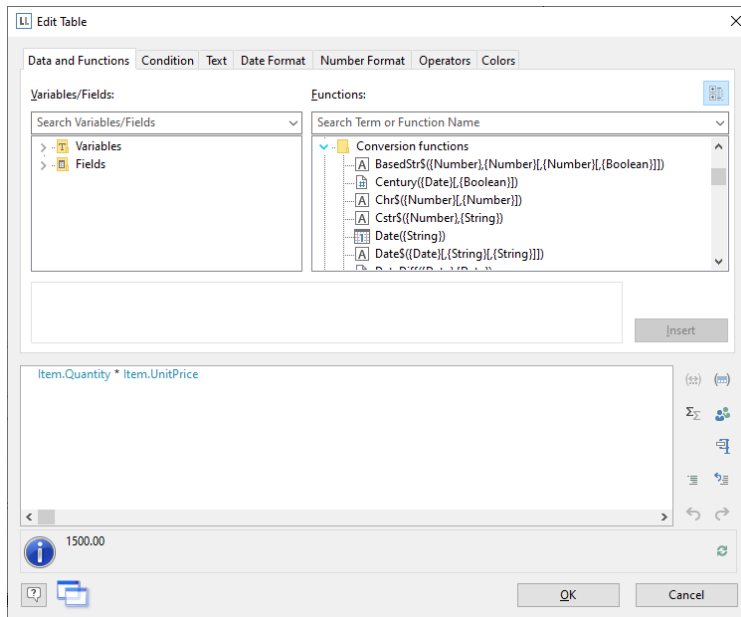 LL Edit Table
Data and Functions Condition Text Date Format Number Format Operators Colors
Variables/Fields: Functions:
Search Variables/Fields Search Term or Function Name
T Variables
Fields
Conversion functions
A BasedStr$({Number},{Number}[,{Number}[,{Boolean}]])
# Century({Date}[,{Boolean}])
A Chr$({Number}[,{Number}])
A Cstr$({Number},{String})
1 Date({String})
A Date$({Date}[,{String}[,{String}]])
Insert
Item.Quantity * Item.UnitPrice
1500.00
OK Cancel